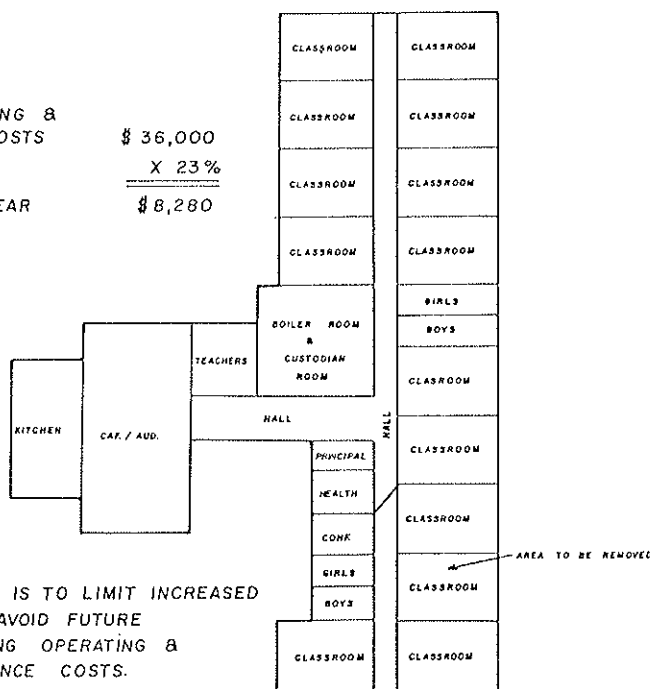 NG &
OSTS $ 36,000
X 23%
EAR $ 8,280
CLASSROOM CLASSROOM
CLASSROOM CLASSROOM
CLASSROOM CLASSROOM
CLASSROOM CLASSROOM
GIRLS
BOYS
BOILER ROOM
&
CUSTODIAN
ROOM
TEACHERS
CLASSROOM
KITCHEN
CAF. / AUD.
HALL
HALL
CLASSROOM
PRINCIPAL
HEALTH
CLASSROOM
CONF.
GIRLS
BOYS
CLASSROOM
AREA TO BE REMOVED
CLASSROOM CLASSROOM
IS TO LIMIT INCREASED
AVOID FUTURE
NG OPERATING &
NCE COSTS.